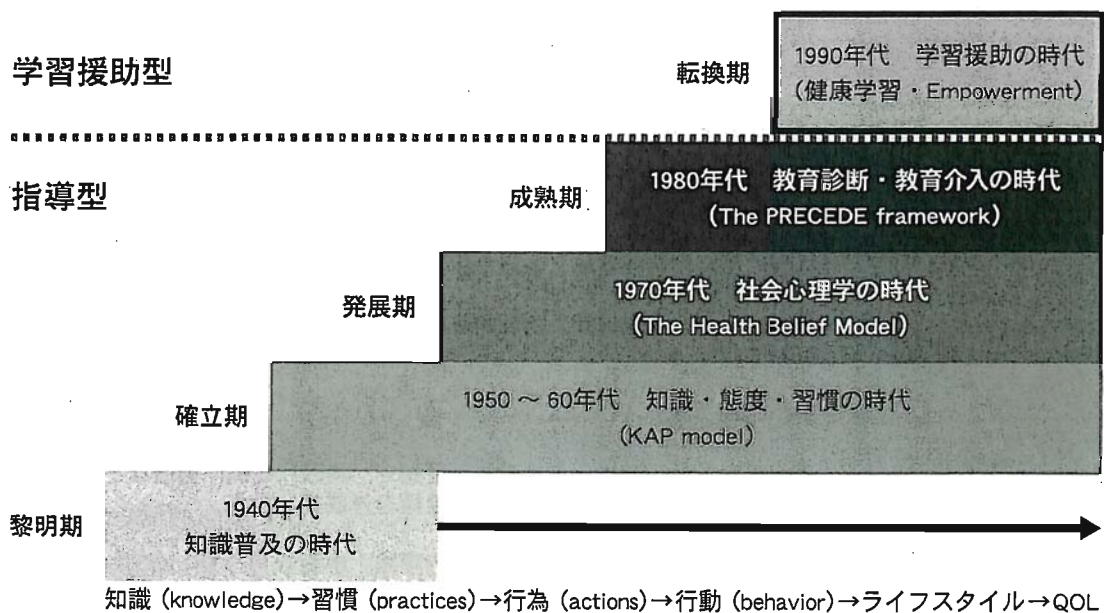 学習援助型
転換期
1990年代 学習援助の時代
(健康学習・Empowerment)
指導型
成熟期
1980年代 教育診断・教育介入の時代
(The PRECEDE framework)
発展期
1970年代 社会心理学の時代
(The Health Belief Model)
確立期
1950 ~ 60年代 知識・態度・習慣の時代
(KAP model)
黎明期
1940年代
知識普及の時代
知識 (knowledge)→習慣 (practices)→行為 (actions)→行動 (behavior)→ライフスタイル→QOL